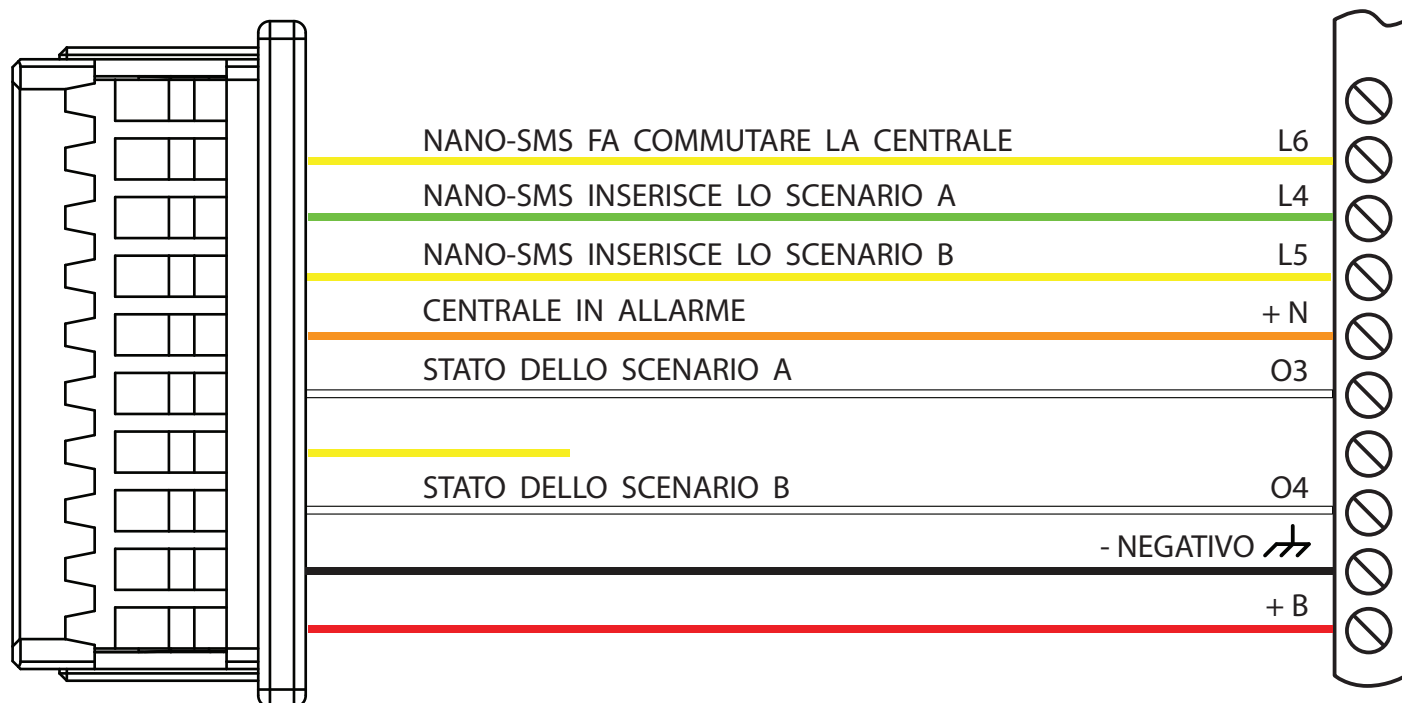 NANO-SMS FA COMMUTARE LA CENTRALE L6
NANO-SMS INSERISCE LO SCENARIO A L4
NANO-SMS INSERISCE LO SCENARIO B L5
CENTRALE IN ALLARME + N
STATO DELLO SCENARIO A O3
STATO DELLO SCENARIO B O4
- NEGATIVO
+ B